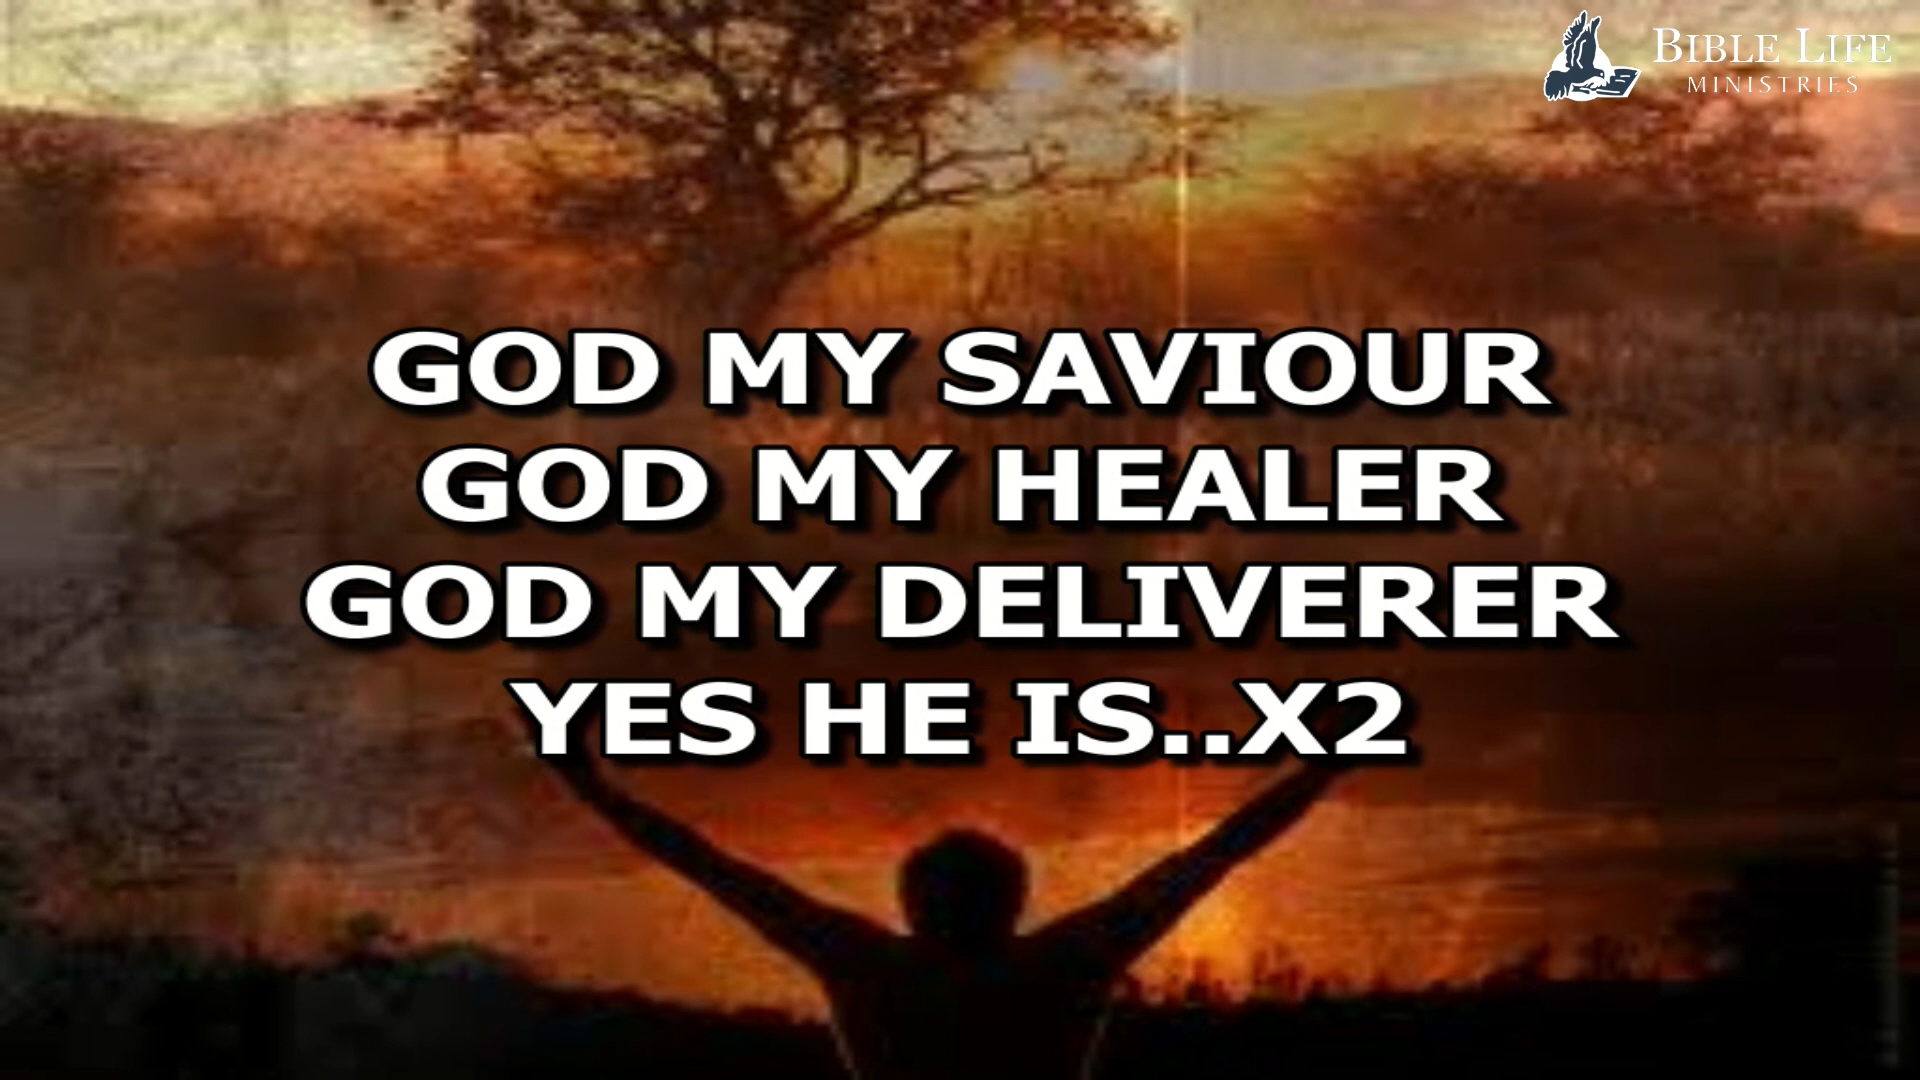 BIBLE LIFE
MINISTRIES
GOD MY SAVIOUR
GOD MY HEALER
GOD MY DELIVERER
YES HE IS..X2